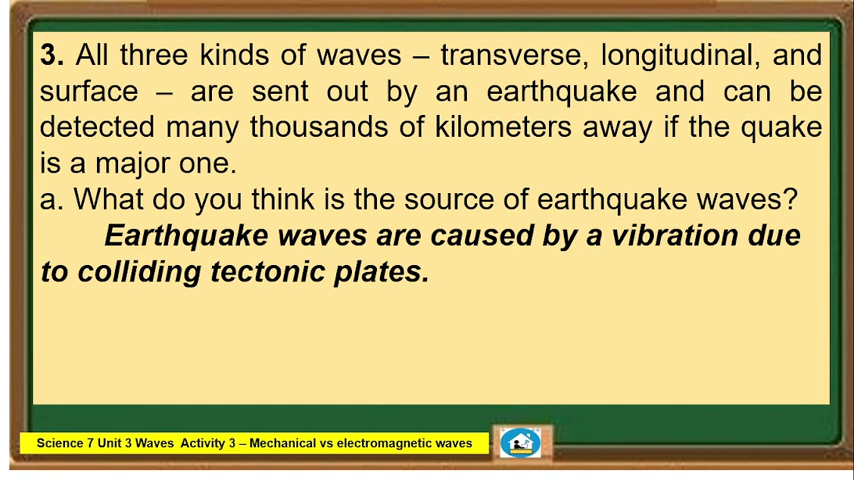 3. All three kinds of waves – transverse, longitudinal, and
surface – are sent out by an earthquake and can be
detected many thousands of kilometers away if the quake
is a major one.
a. What do you think is the source of earthquake waves?
Earthquake waves are caused by a vibration due
to colliding tectonic plates.
Science 7 Unit 3 Waves Activity 3 – Mechanical vs electromagnetic waves